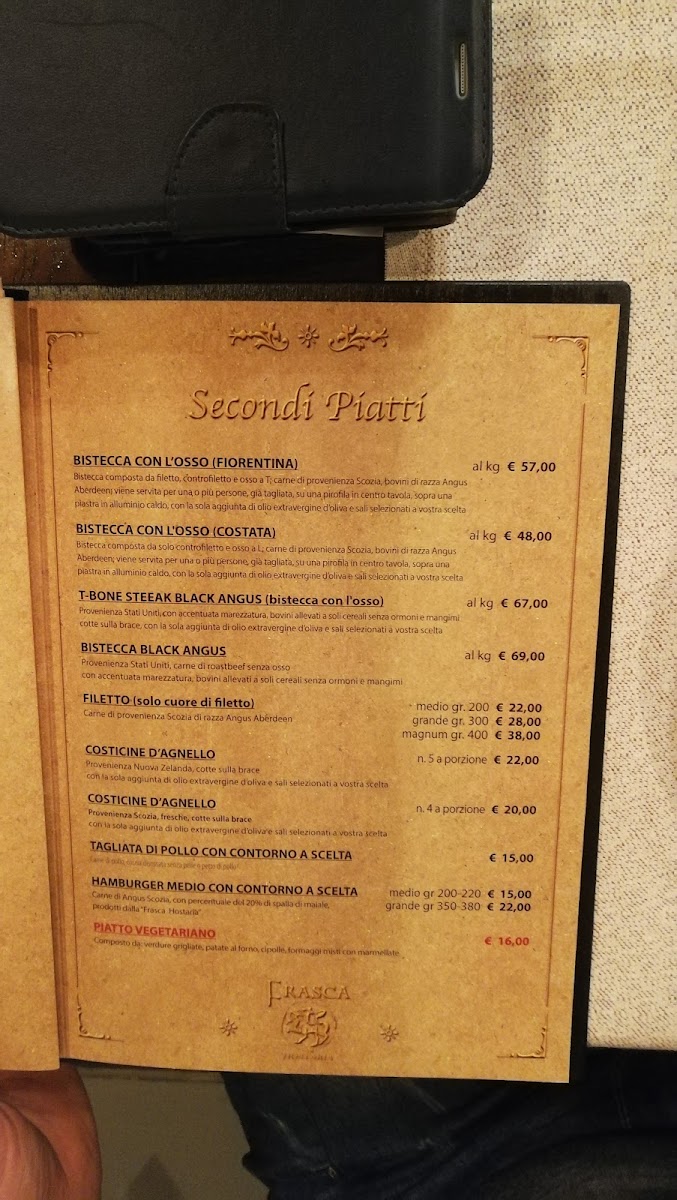 Secondi Piatti
BISTECCA CON L'OSSO (FIORENTINA) al kg € 57,00
Bistecca composta da filetto, controfiletto e osso a T; carne di provenienza Scozia, bovini di razza Angus
Aberdeen; viene servita per una o più persone, già tagliata, su una pirofila in centro tavola, sopra una
piastra in alluminio caldo, con la sola aggiunta di olio extravergine d'oliva e sali selezionati a vostra scelta
BISTECCA CON L'OSSO (COSTATA) al kg € 48,00
Bistecca composta da solo controfiletto e osso a L; carne di provenienza Scozia, bovini di razza Angus
Aberdeen; viene servita per una o più persone, già tagliata, su una pirofila in centro tavola, sopra una
piastra in alluminio caldo, con la sola aggiunta di olio extravergine d'oliva e sali selezionati a vostra scelta
T-BONE STEEAK BLACK ANGUS (bistecca con l'osso) al kg € 67,00
Provenienza Stati Uniti, con accentuata marezzatura, bovini allevati a soli cereali senza ormoni e mangimi
cotte sulla brace, con la sola aggiunta di olio extravergine d'oliva e sali selezionati a vostra scelta
BISTECCA BLACK ANGUS al kg € 69,00
Provenienza Stati Uniti, carne di roastbeef senza osso
con accentuata marezzatura, bovini allevati a soli cereali senza ormoni e mangimi
FILETTO (solo cuore di filetto) medio gr. 200 € 22,00
Carne di provenienza Scozia di razza Angus Aberdeen grande gr. 300 € 28,00
magnum gr. 400 € 38,00
COSTICINE D'AGNELLO n. 5 a porzione € 22,00
Provenienza Nuova Zelanda, cotte sulla brace
con la sola aggiunta di olio extravergine d'oliva e sali selezionati a vostra scelta
COSTICINE D'AGNELLO n. 4 a porzione € 20,00
Provenienza Scozia, fresche, cotte sulla brace
con la sola aggiunta di olio extravergine d'oliva e sali selezionati a vostra scelta
TAGLIATA DI POLLO CON CONTORNO A SCELTA € 15,00
HAMBURGER MEDIO CON CONTORNO A SCELTA medio gr 200-220 € 15,00
Carne di Angus Scozia, con percentuale del 20% di spalla di maiale, grande gr 350-380 € 22,00
prodotti dalla "Frasca Hostaria"
PIATTO VEGETARIANO € 16,00
Composto da: verdure grigliate, patate al forno, cipolle, formaggi misti con marmellate
FRASCA